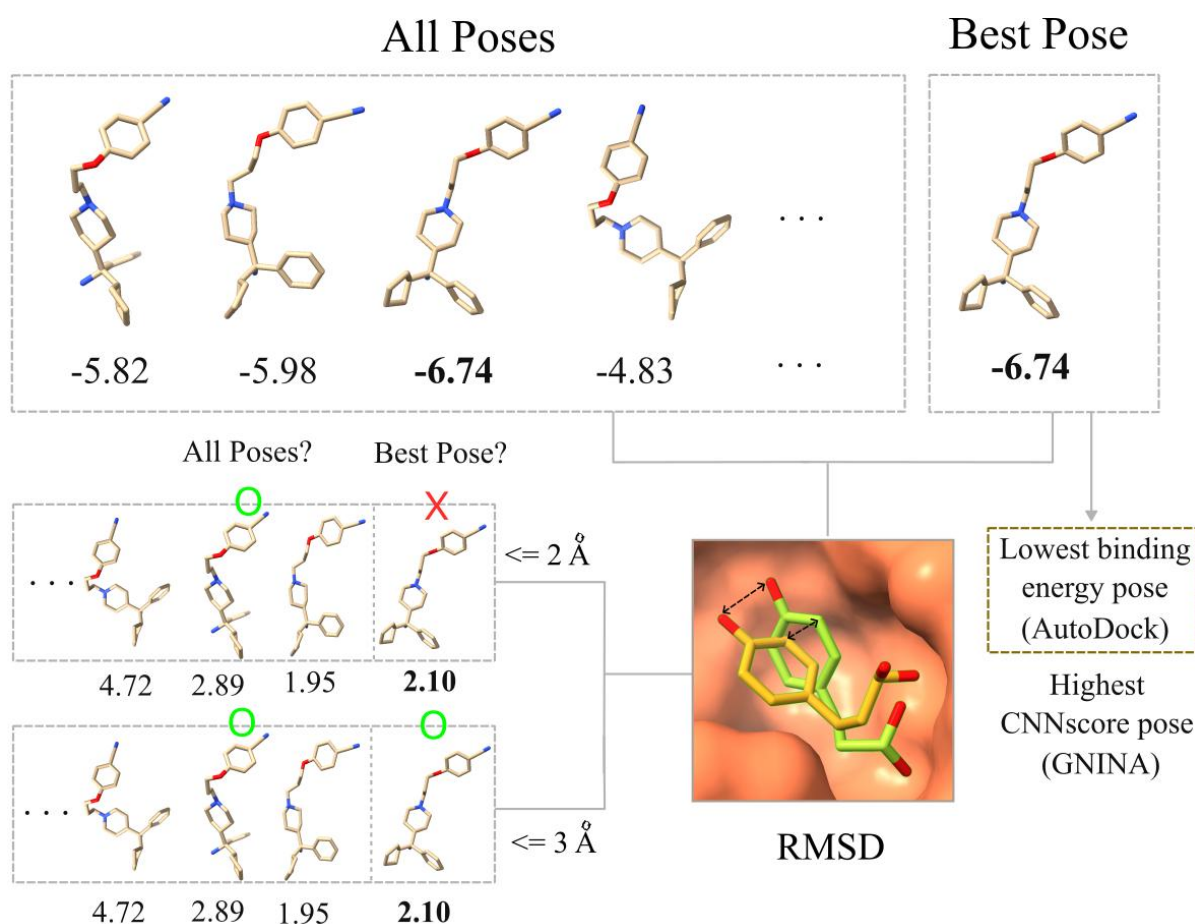 All Poses
Best Pose
-5.82 -5.98 -6.74 -4.83 . . .
-6.74
. . .
All Poses? Best Pose?
O X
<= 2 Å
. . .
4.72 2.89 1.95 2.10
O O
<= 3 Å
. . .
4.72 2.89 1.95 2.10
RMSD
Lowest binding
energy pose
(AutoDock)
Highest
CNNscore pose
(GNINA)